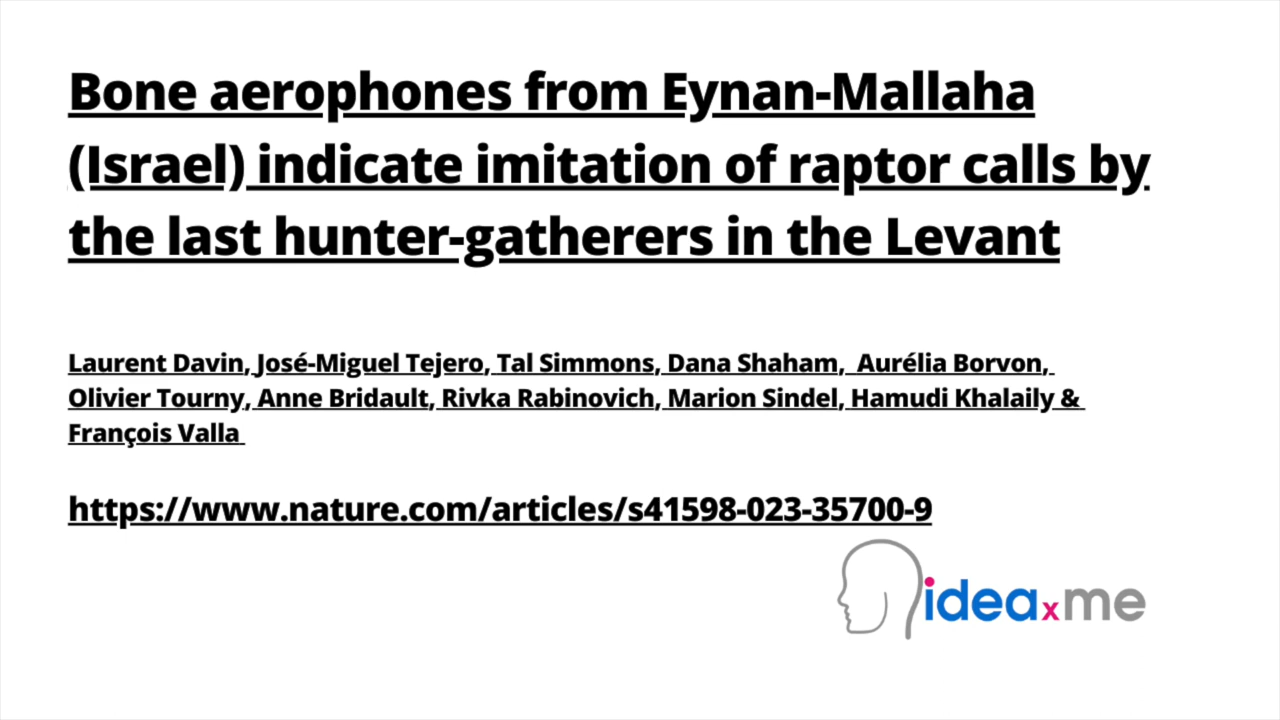 Bone aerophones from Eynan-Mallaha
(Israel) indicate imitation of raptor calls by
the last hunter-gatherers in the Levant
Laurent Davin, José-Miguel Tejero, Tal Simmons, Dana Shaham, Aurélia Borvon,
Olivier Tourny, Anne Bridault, Rivka Rabinovich, Marion Sindel, Hamudi Khalaily &
François Valla
https://www.nature.com/articles/s41598-023-35700-9
ideaxme